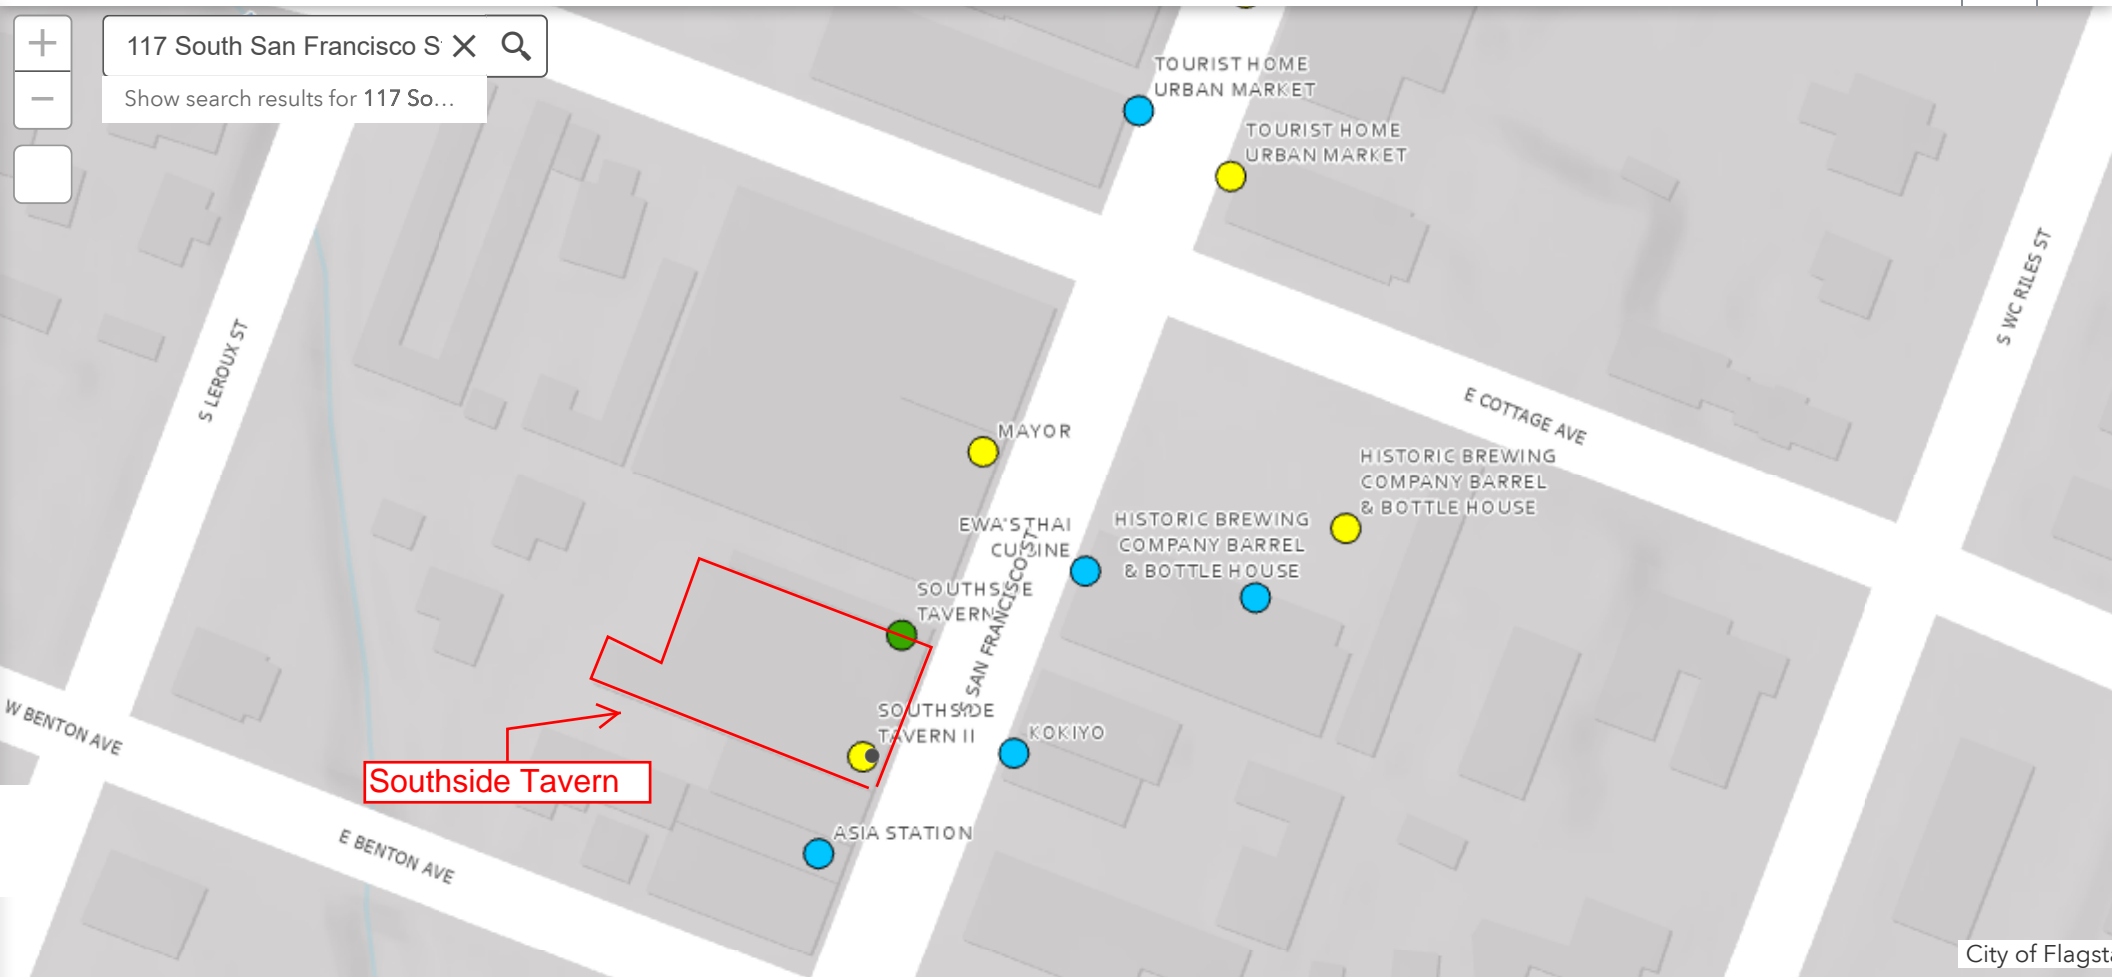 117 South San Francisco S
Show search results for 117 So...
TOURIST HOME
URBAN MARKET
TOURIST HOME
URBAN MARKET
S WC RILES ST
S LEROUX ST
E COTTAGE AVE
MAYOR
HISTORIC BREWING
COMPANY BARREL
& BOTTLE HOUSE
EWA'S THAI
CUISINE
HISTORIC BREWING
COMPANY BARREL
& BOTTLE HOUSE
SOUTHSIDE
TAVERN
S SAN FRANCISCO ST
SOUTHSIDE
TAVERN II
KOKIYO
W BENTON AVE
Southside Tavern
ASIA STATION
E BENTON AVE
City of Flagsta